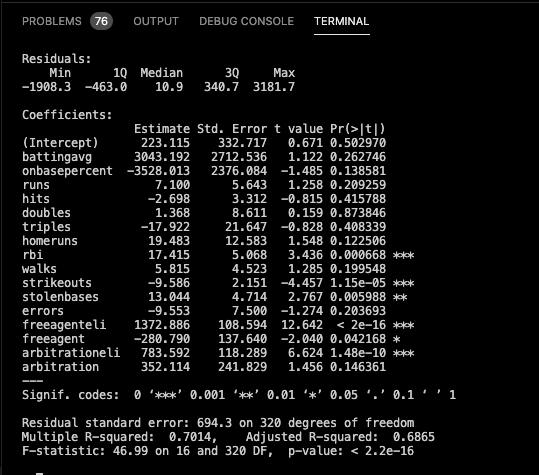 PROBLEMS 76 OUTPUT DEBUG CONSOLE TERMINAL
Residuals:
    Min      1Q  Median      3Q     Max
-1908.3  -463.0    10.9   340.7  3181.7

Coefficients:
                Estimate Std. Error t value Pr(>|t|)
(Intercept)      223.115    332.717   0.671 0.502970
battingavg      3043.192   2712.536   1.122 0.262746
onbasepercent  -3528.013   2376.084  -1.485 0.138581
runs               7.100      5.643   1.258 0.209259
hits              -2.698      3.312  -0.815 0.415788
doubles            1.368      8.611   0.159 0.873846
triples          -17.922     21.647  -0.828 0.408339
homeruns          19.483     12.583   1.548 0.122506
rbi               17.415      5.068   3.436 0.000668 ***
walks              5.815      4.523   1.285 0.199548
strikeouts        -9.586      2.151  -4.457 1.15e-05 ***
stolenbases       13.044      4.714   2.767 0.005988 **
errors            -9.553      7.500  -1.274 0.203693
freeagenteli    1372.886    108.594  12.642  < 2e-16 ***
freeagent       -280.790    137.640  -2.040 0.042168 *
arbitrationeli   783.592    118.289   6.624 1.48e-10 ***
arbitration      352.114    241.829   1.456 0.146361
---
Signif. codes:  0 ‘***’ 0.001 ‘**’ 0.01 ‘*’ 0.05 ‘.’ 0.1 ‘ ’ 1

Residual standard error: 694.3 on 320 degrees of freedom
Multiple R-squared:  0.7014,    Adjusted R-squared:  0.6865
F-statistic: 46.99 on 16 and 320 DF,  p-value: < 2.2e-16